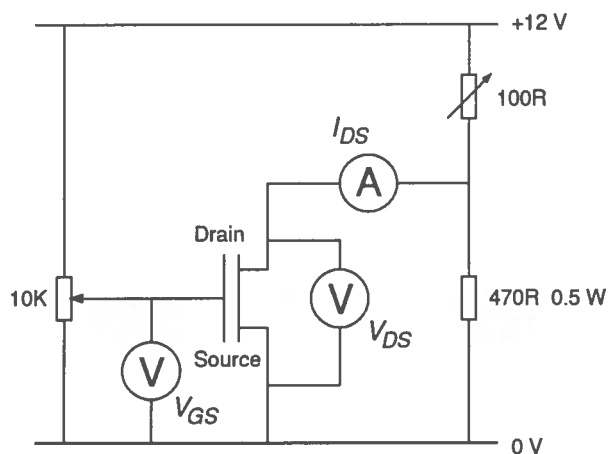 +12 V
100R
I_DS
A
Drain
10K
V
470R 0.5 W
V_DS
Source
V
V_GS
0 V